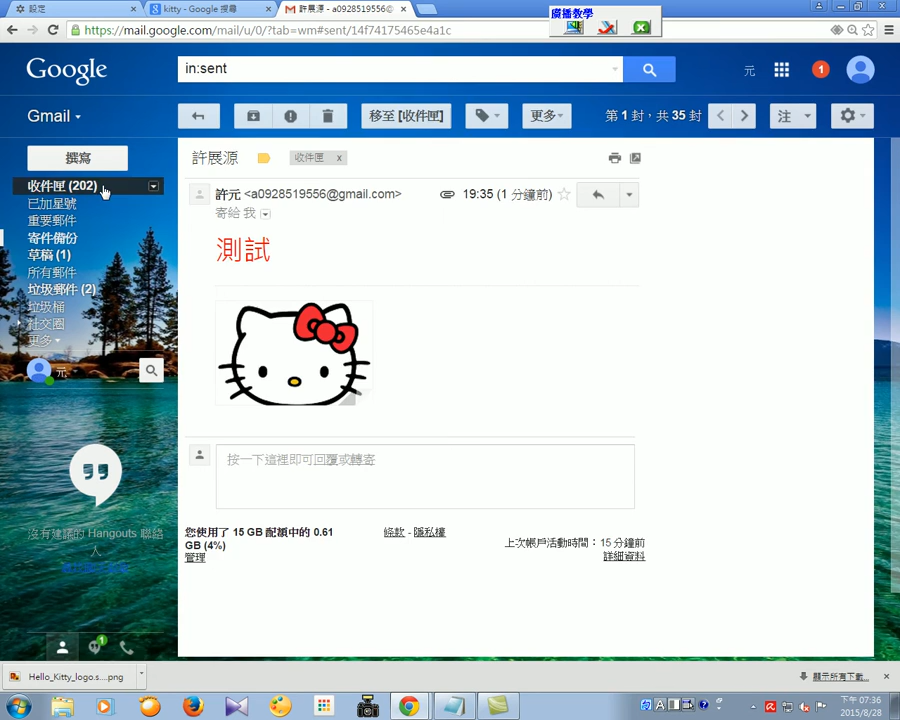 設定
kitty - Google 搜尋
許展源 - a0928519556@
廣播教學
https://mail.google.com/mail/u/0/?tab=wm#sent/14f74175465e4a1c
Google
in:sent
元
1
Gmail
移至 [收件匣]
更多
第 1 封，共 35 封
注
撰寫
許展源
收件匣 x
收件匣 (202)
許元 <a0928519556@gmail.com>
19:35 (1 分鐘前)
已加星號
寄給 我
重要郵件
寄件備份
測試
草稿 (1)
所有郵件
垃圾郵件 (2)
垃圾桶
社交圈
更多
元
按一下這裡即可回覆或轉寄
沒有建議的 Hangouts 聯絡人
您使用了 15 GB 配額中的 0.61 GB (4%)
管理
條款 - 隱私權
上次帳戶活動時間：15 分鐘前
詳細資料
1
Hello_Kitty_logo.s....png
顯示所有下載...
下午 07:36
2015/8/28